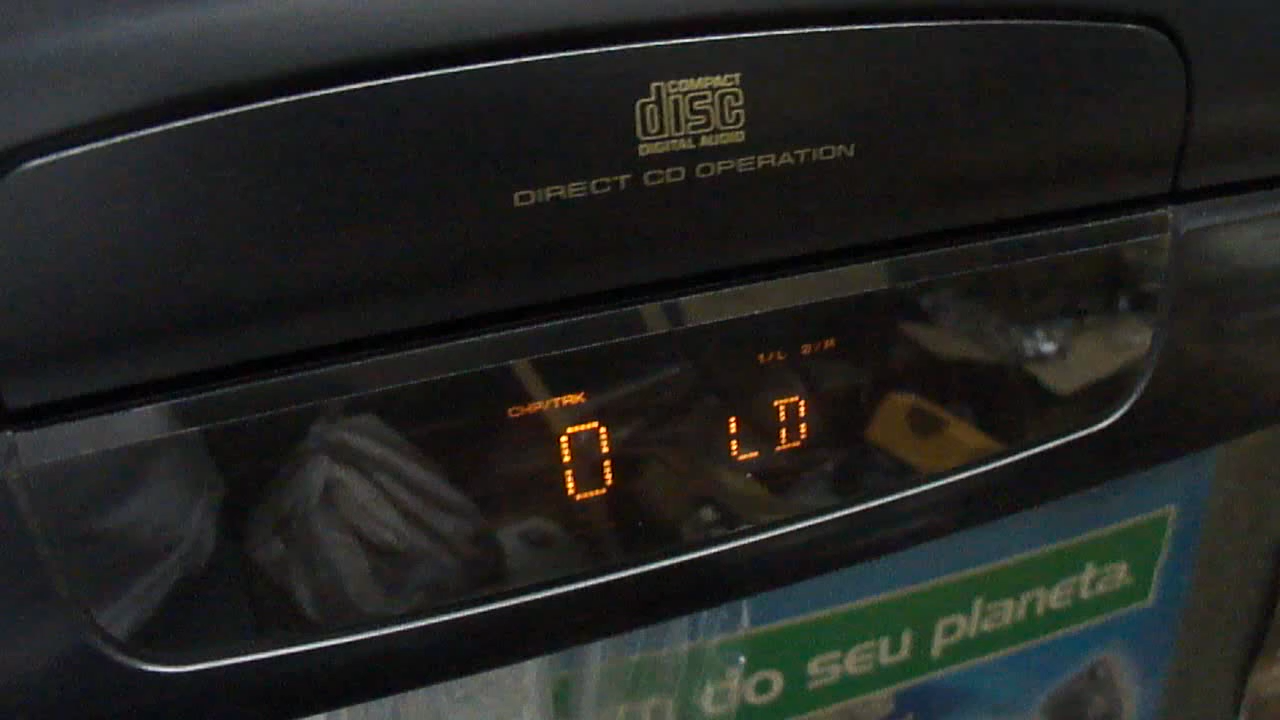 COMPACT
disc
DIGITAL AUDIO
DIRECT CD OPERATION
1/L 2/R
CHP/TRK
0 LD
do seu planeta